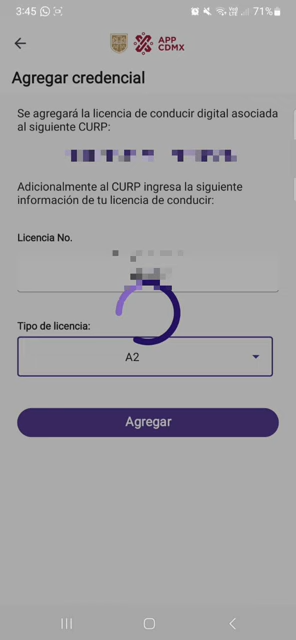 3:45
71%
APP
CDMX
Agregar credencial
Se agregará la licencia de conducir digital asociada
al siguiente CURP:
Adicionalmente al CURP ingresa la siguiente
información de tu licencia de conducir:
Licencia No.
Tipo de licencia:
A2
Agregar